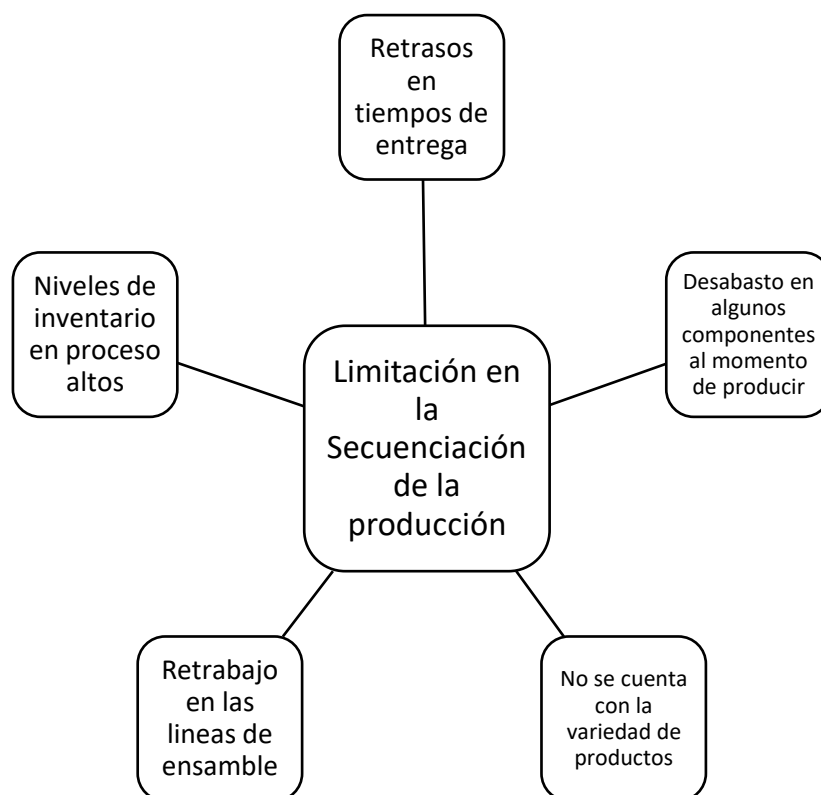 Retrasos
en
tiempos de
entrega
Niveles de
inventario
en proceso
altos
Desabasto en
algunos
componentes
al momento
de producir
Limitación en
la
Secuenciación
de la
producción
Retrabajo
en las
lineas de
ensamble
No se cuenta
con la
variedad de
productos